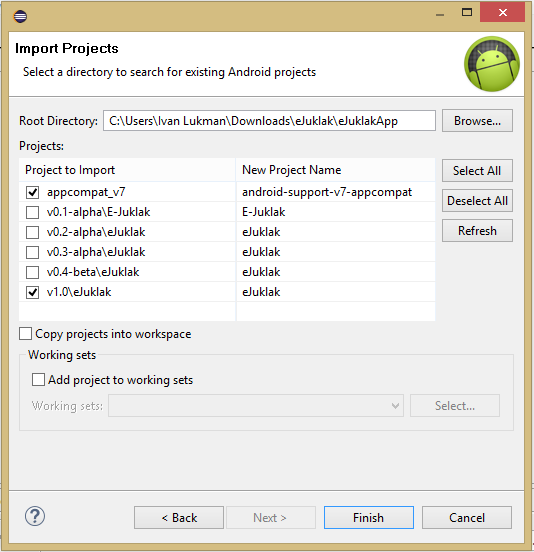 Import Projects
Select a directory to search for existing Android projects
Root Directory: C:\Users\Ivan Lukman\Downloads\eJuklak\eJuklakApp Browse...
Projects:
Project to Import New Project Name Select All
appcompat_v7 android-support-v7-appcompat
v0.1-alpha\E-Juklak E-Juklak Deselect All
v0.2-alpha\eJuklak eJuklak Refresh
v0.3-alpha\eJuklak eJuklak
v0.4-beta\eJuklak eJuklak
v1.0\eJuklak eJuklak
Copy projects into workspace
Working sets
Add project to working sets
Working sets: Select...
? < Back Next > Finish Cancel